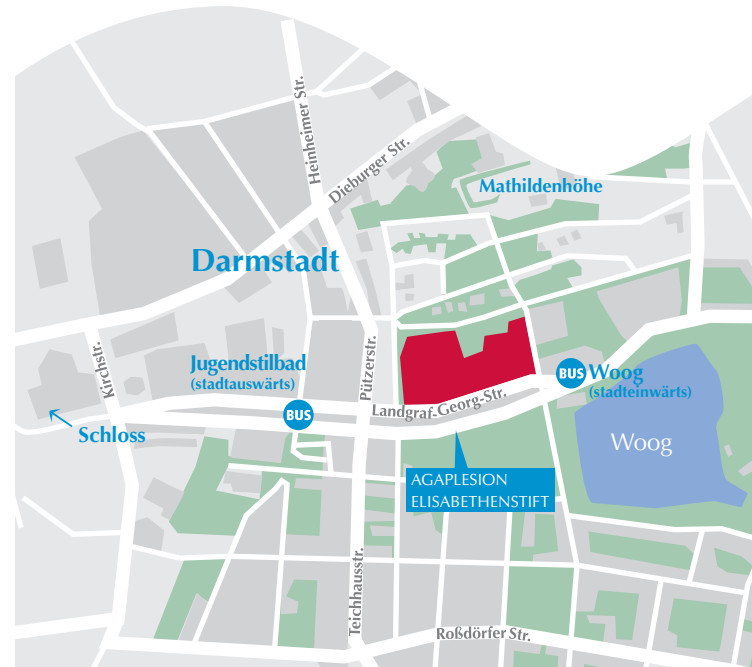 Heinheimer Str.
Dieburger Str.
Mathildenhöhe
Darmstadt
Kirchstr.
Jugendstilbad
(stadtauswärts)
BUS
Pützerstr.
Landgraf-Georg-Str.
BUS
Woog
(stadteinwärts)
Schloss
Woog
AGAPLESION
ELISABETHENSTIFT
Teichhausstr.
Roßdörfer Str.